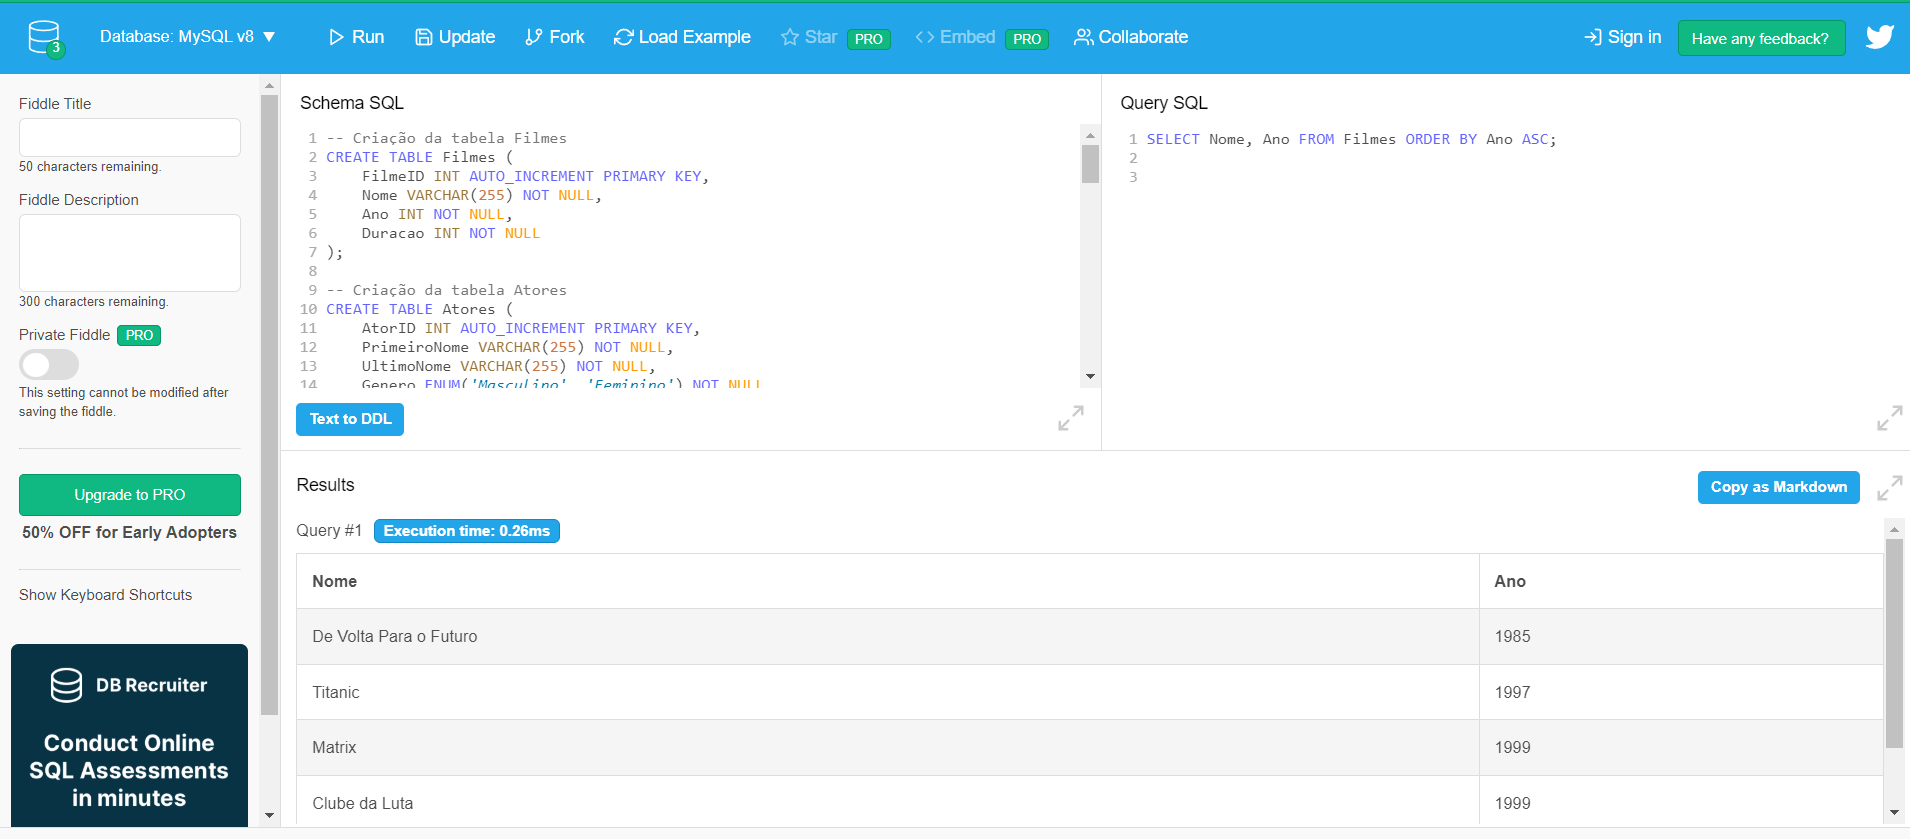 3 Database: MySQL v8 ▼ Run Update Fork Load Example Star PRO Embed PRO Collaborate Sign in Have any feedback?
Fiddle Title
50 characters remaining.
Fiddle Description
300 characters remaining.
Private Fiddle PRO
This setting cannot be modified after
saving the fiddle.
Upgrade to PRO
50% OFF for Early Adopters
Show Keyboard Shortcuts
DB Recruiter
Conduct Online
SQL Assessments
in minutes
Schema SQL
1 -- Criação da tabela Filmes
2 CREATE TABLE Filmes (
3     FilmeID INT AUTO_INCREMENT PRIMARY KEY,
4     Nome VARCHAR(255) NOT NULL,
5     Ano INT NOT NULL,
6     Duracao INT NOT NULL
7 );
8
9 -- Criação da tabela Atores
10 CREATE TABLE Atores (
11     AtorID INT AUTO_INCREMENT PRIMARY KEY,
12     PrimeiroNome VARCHAR(255) NOT NULL,
13     UltimoNome VARCHAR(255) NOT NULL,
14     Genero ENUM('Masculino', 'Feminino') NOT NULL
Text to DDL
Query SQL
1 SELECT Nome, Ano FROM Filmes ORDER BY Ano ASC;
2
3
Results
Copy as Markdown
Query #1 Execution time: 0.26ms
Nome Ano
De Volta Para o Futuro 1985
Titanic 1997
Matrix 1999
Clube da Luta 1999